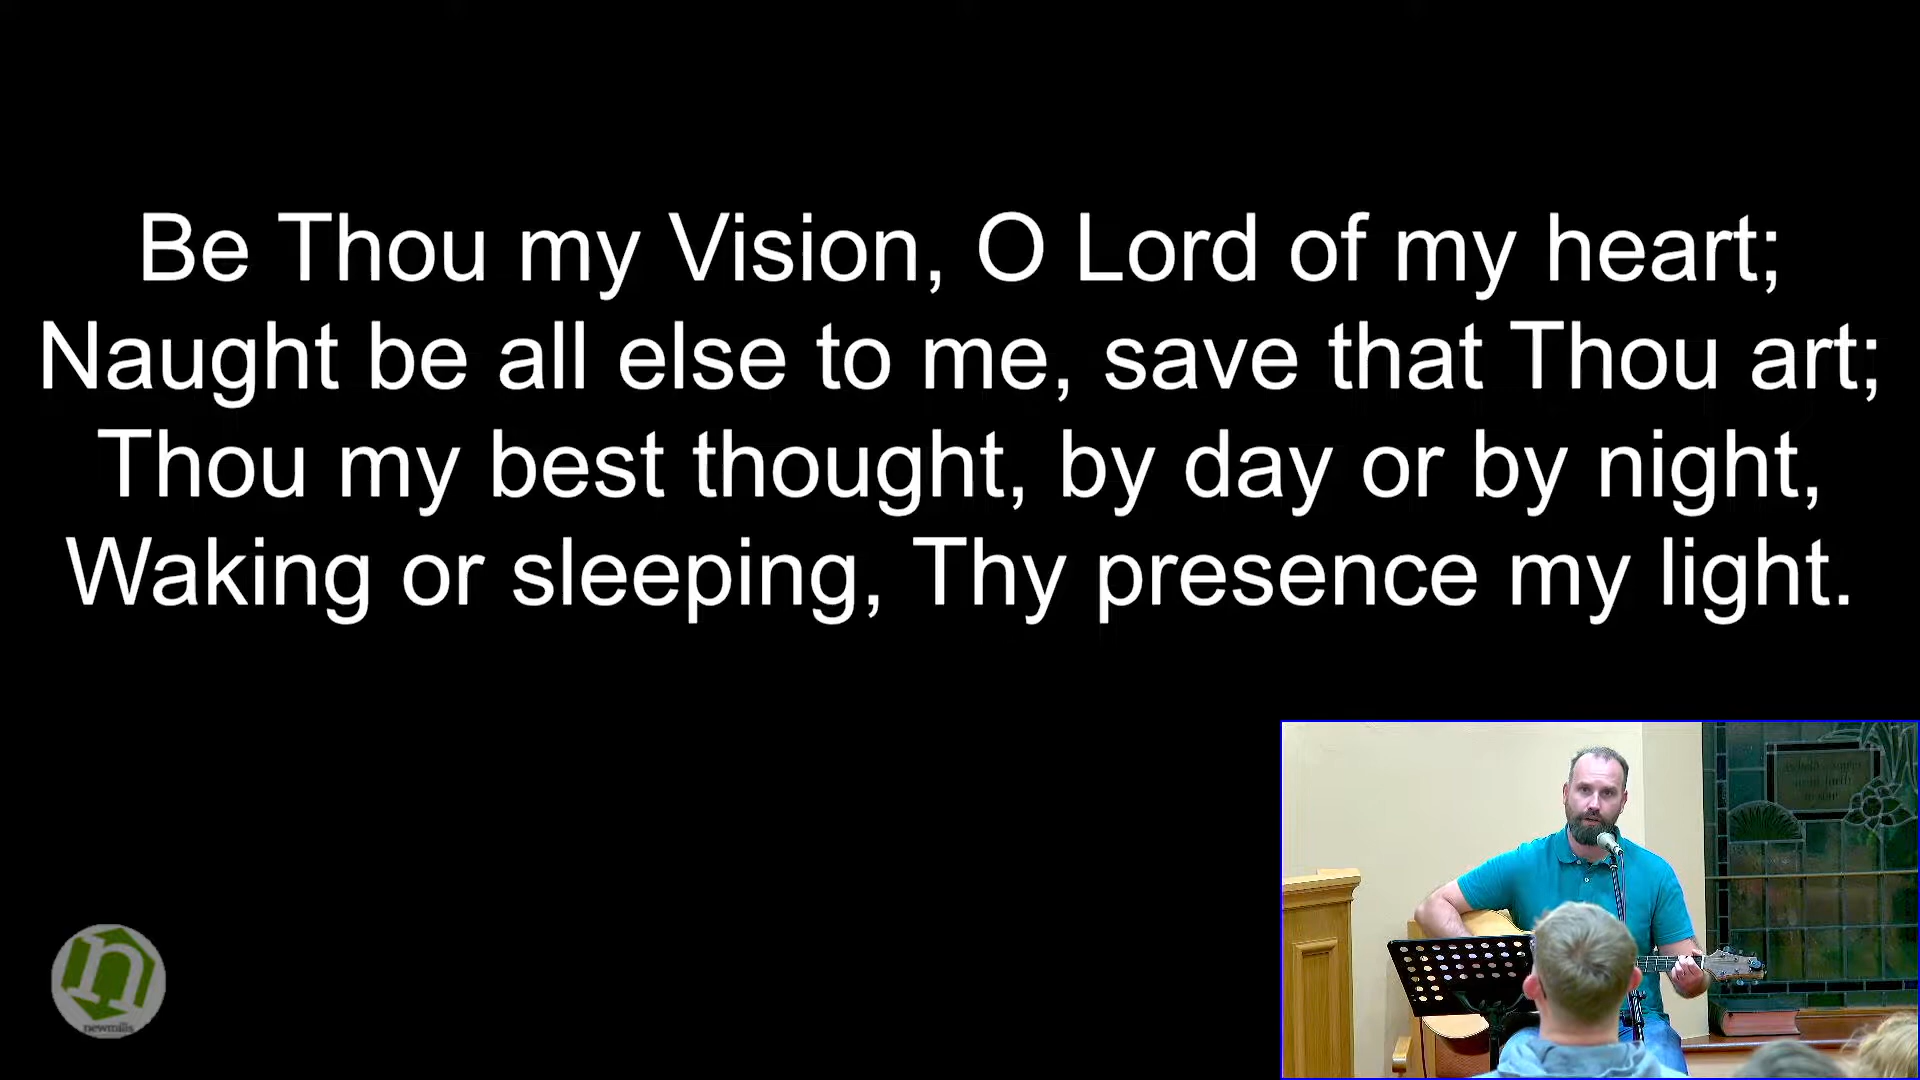 Be Thou my Vision, O Lord of my heart;
Naught be all else to me, save that Thou art;
Thou my best thought, by day or by night,
Waking or sleeping, Thy presence my light.
n
newmills